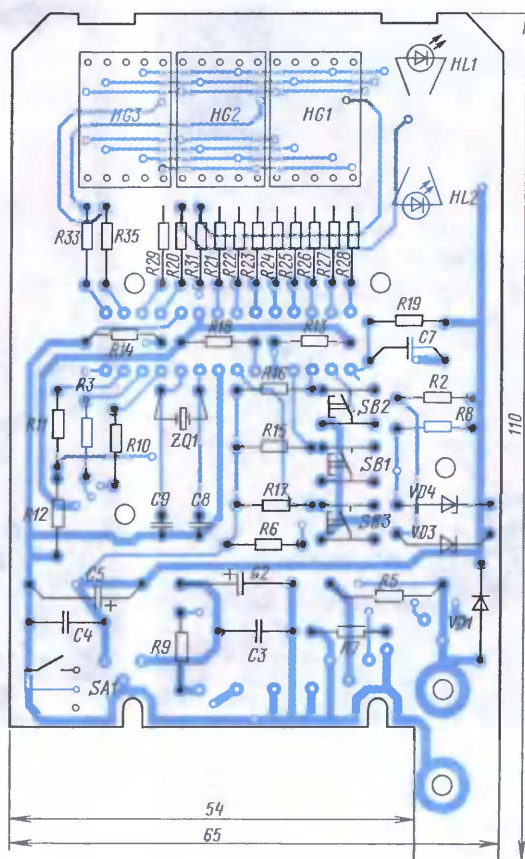 HL1
HG3 HG2 HG1
HL2
R33 R35 R29 R20 R31 R21 R22 R23 R24 R25 R26 R27 R28
R19
R14 R18 R13 C7
R3 R16 R2
R11 R10 ZQ1 SB2 R8
R15 SB1
110
R12 C9 C8 R17 SB3 VD4
R6 VD3
C5 + + C2 R5
C4 R9 C3 R7 VD1
SA1
54
65